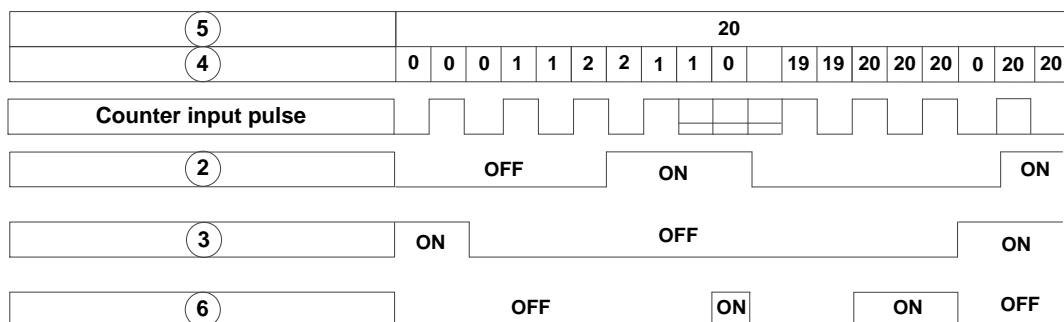 5 20
4 0 0 0 1 1 2 2 1 1 0 19 19 20 20 20 0 20 20
Counter input pulse
2 OFF ON ON
3 ON OFF ON
6 OFF ON ON OFF